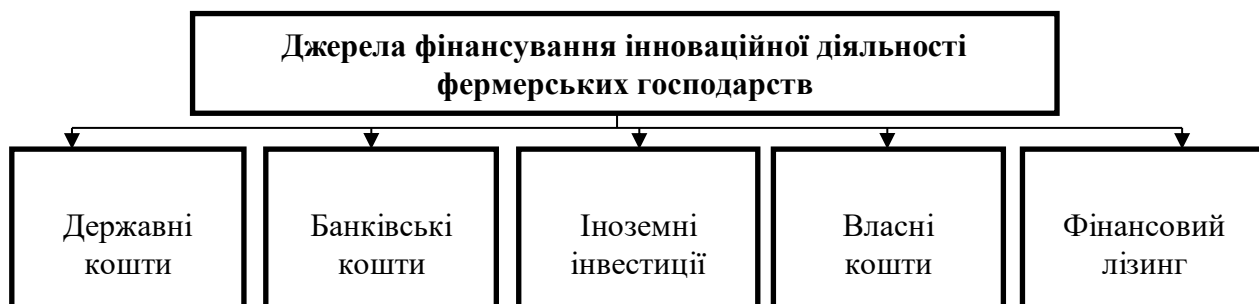 Джерела фінансування інноваційної діяльності
фермерських господарств
Державні
кошти
Банківські
кошти
Іноземні
інвестиції
Власні
кошти
Фінансовий
лізинг